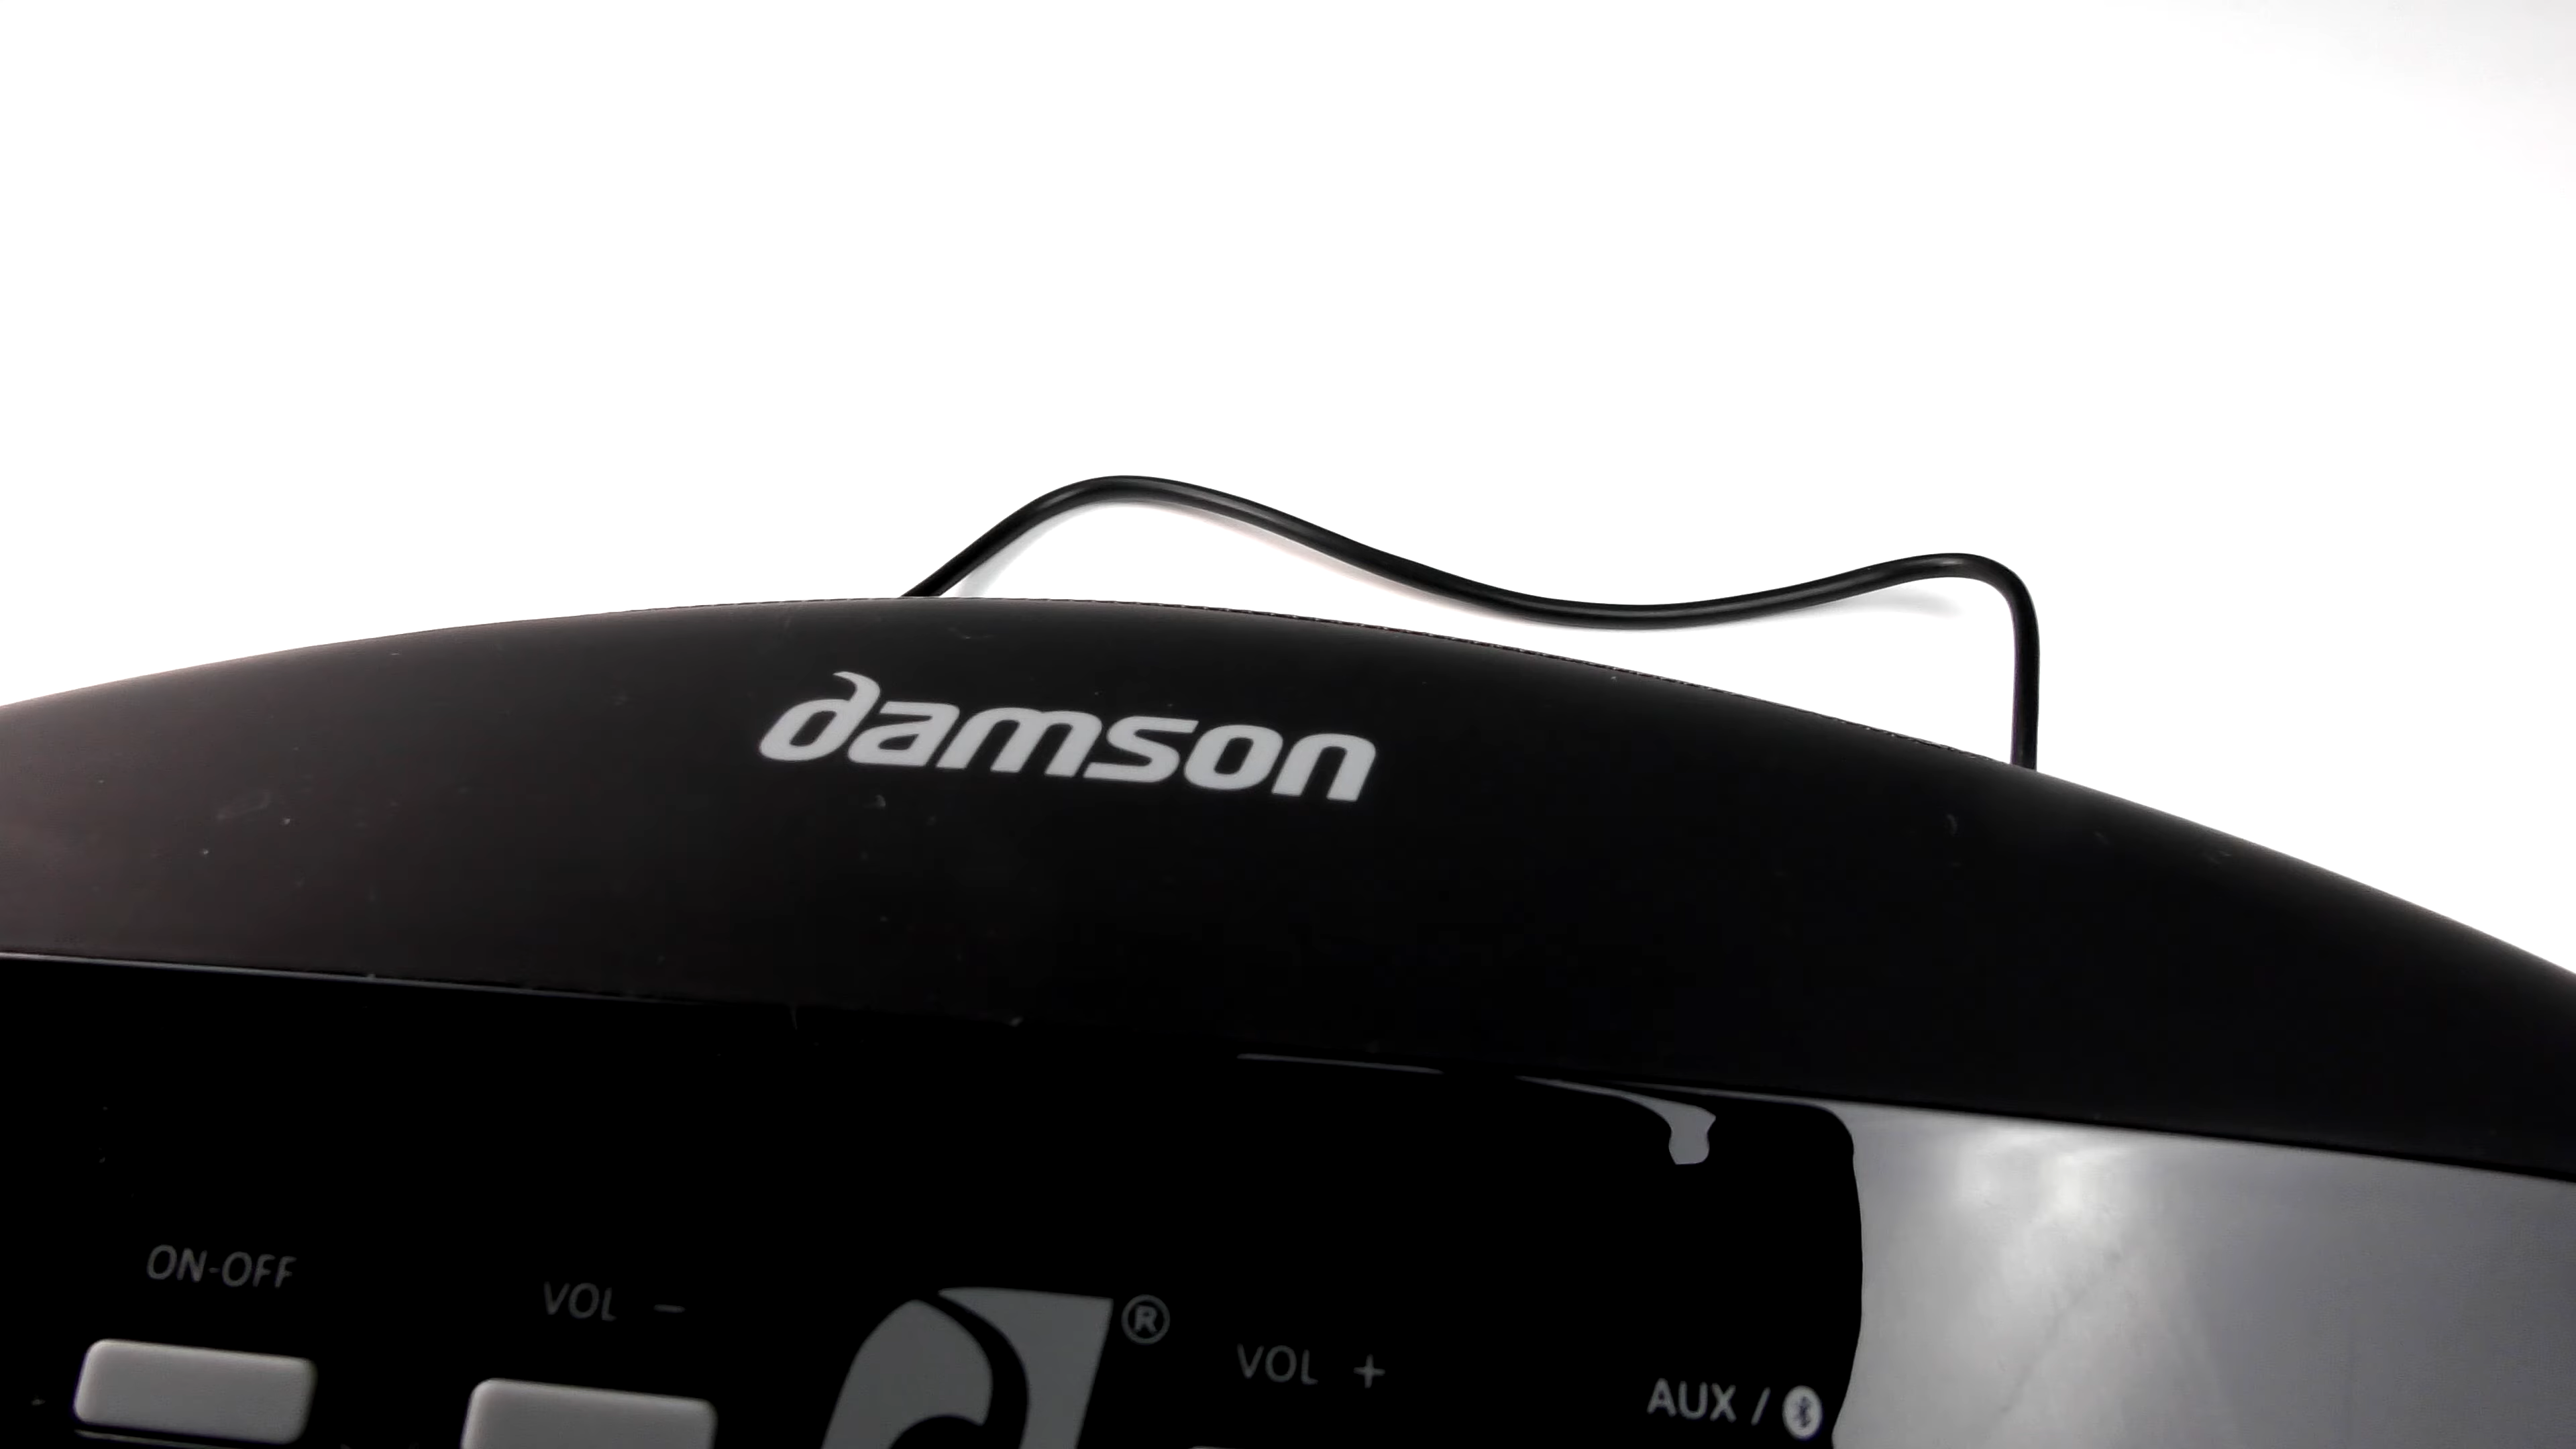 damson
ON-OFF
VOL -
®
VOL +
AUX /